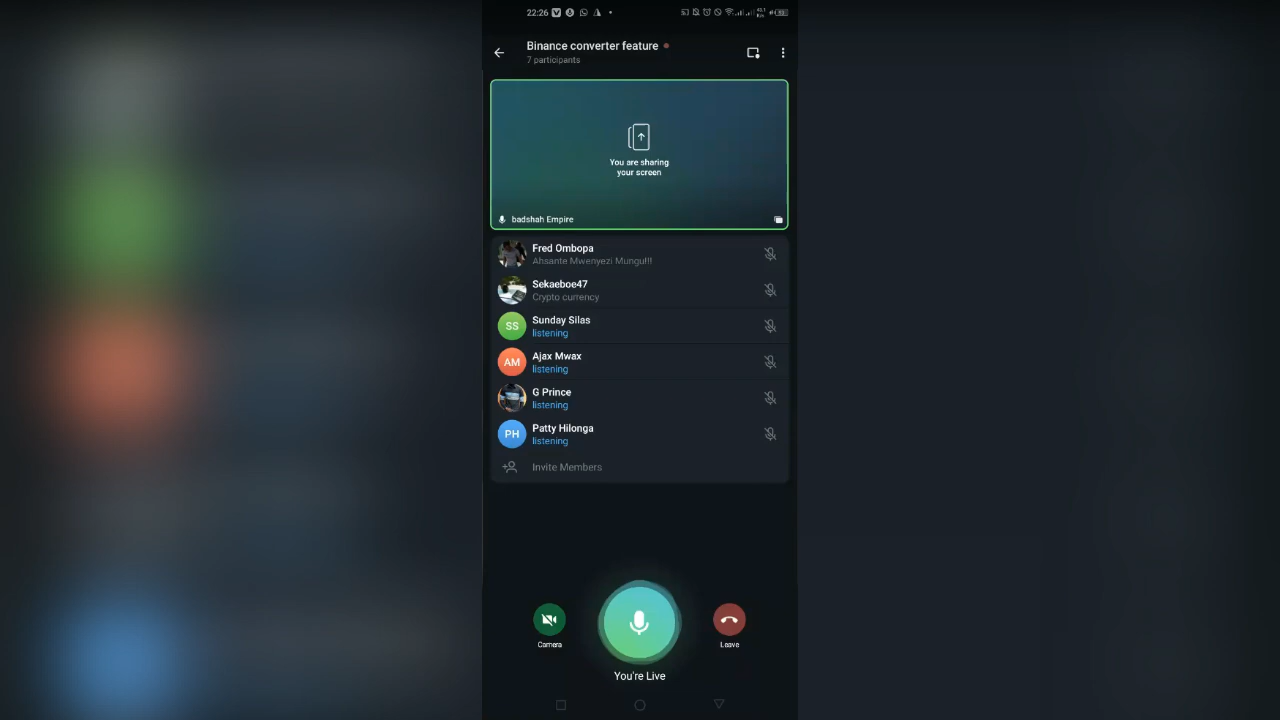 22:26
Binance converter feature
7 participants
You are sharing
your screen
badshah Empire
Fred Ombopa
Ahsante Mwenyezi Mungu!!!
Sekaeboe47
Crypto currency
SS
Sunday Silas
listening
AM
Ajax Mwax
listening
G Prince
listening
PH
Patty Hilonga
listening
Invite Members
Camera
Leave
You're Live